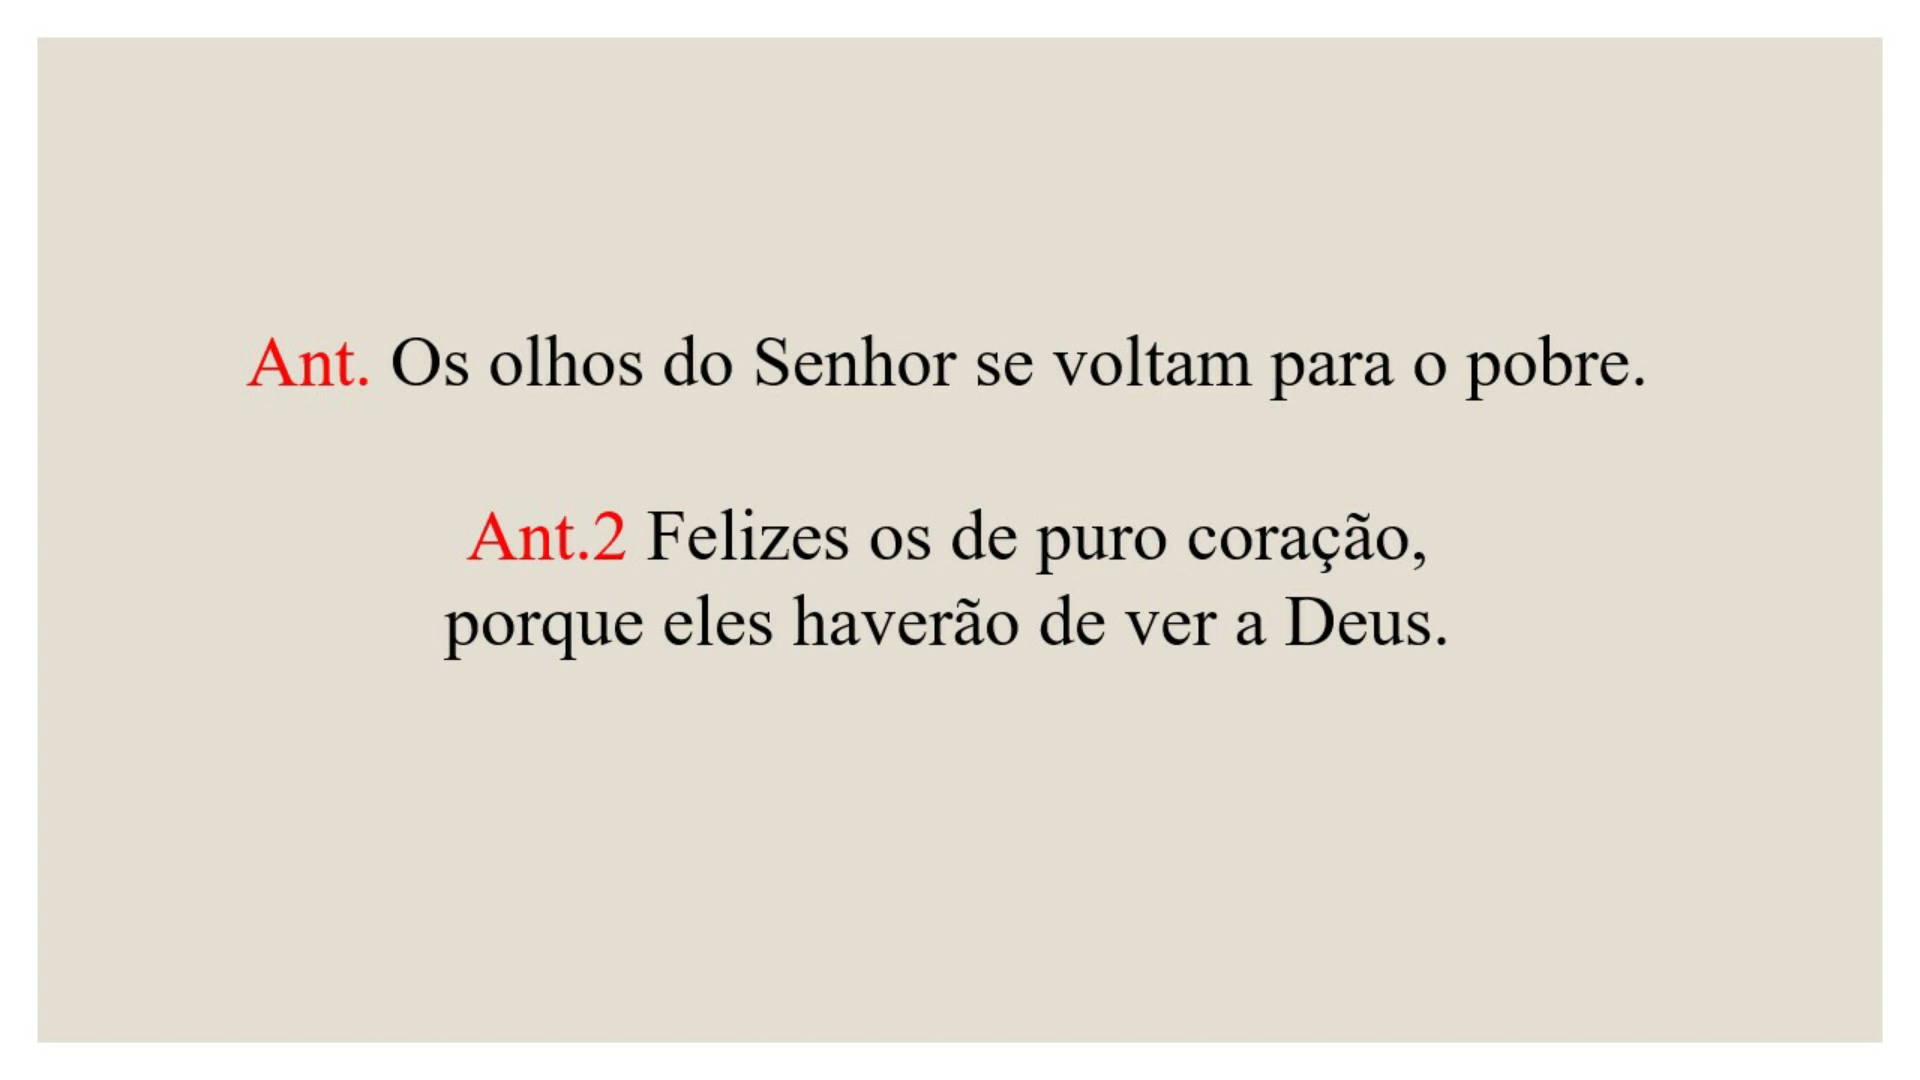 Ant. Os olhos do Senhor se voltam para o pobre.
Ant.2 Felizes os de puro coração,
porque eles haverão de ver a Deus.